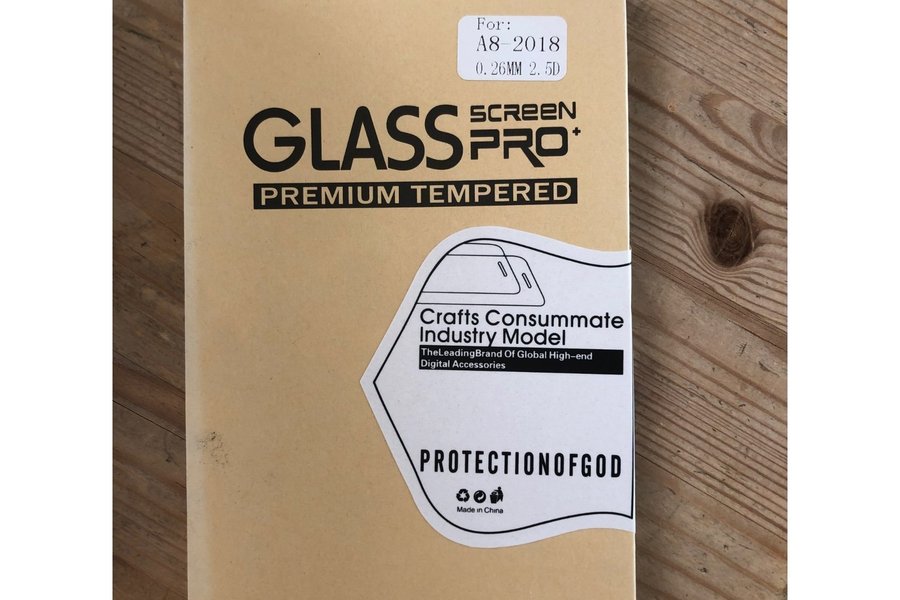 For:
A8-2018
0.26MM 2.5D
GLASS SCREEN PRO+
PREMIUM TEMPERED
Crafts Consummate
Industry Model
TheLeadingBrand Of Global High-end
Digital Accessories
PROTECTIONOFGOD
Made in China